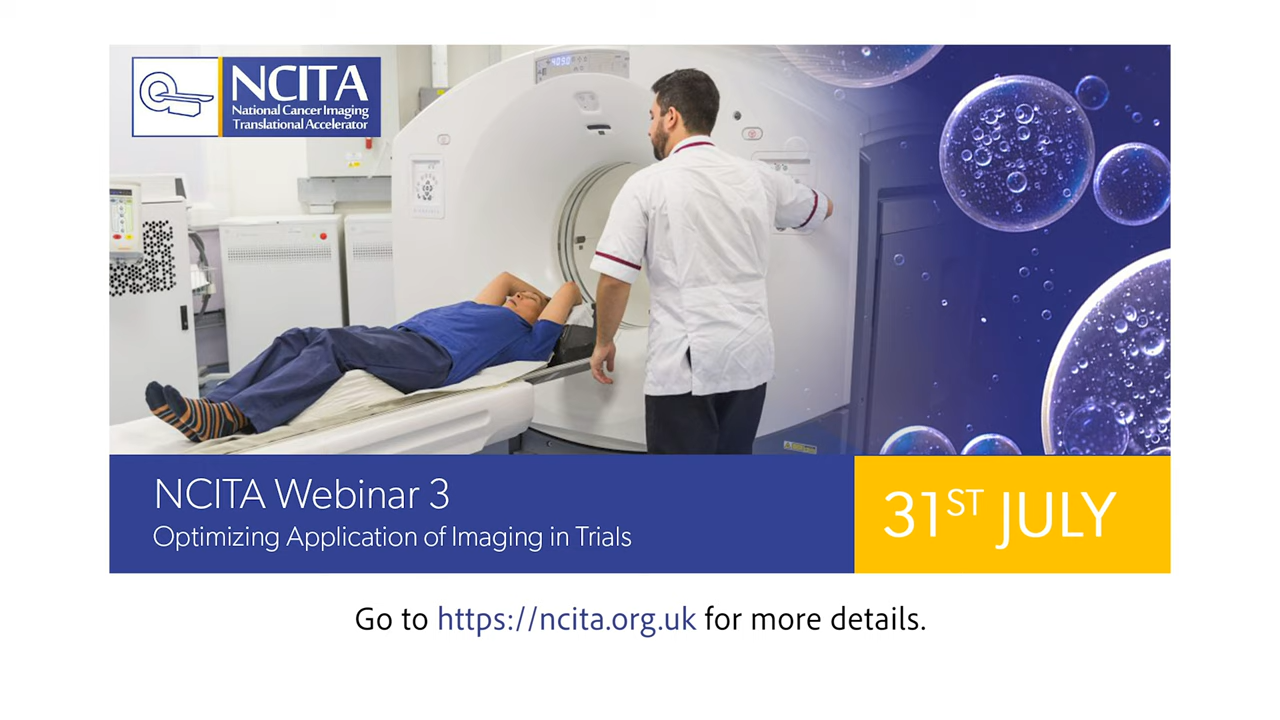 NCITA
National Cancer Imaging
Translational Accelerator
NCITA Webinar 3
Optimizing Application of Imaging in Trials
31ST JULY
Go to https://ncita.org.uk for more details.